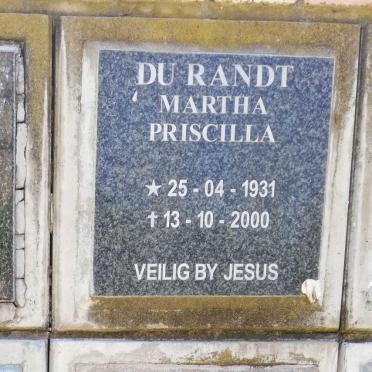 DU RANDT
MARTHA
PRISCILLA
★ 25 - 04 - 1931
† 13 - 10 - 2000
VEILIG BY JESUS